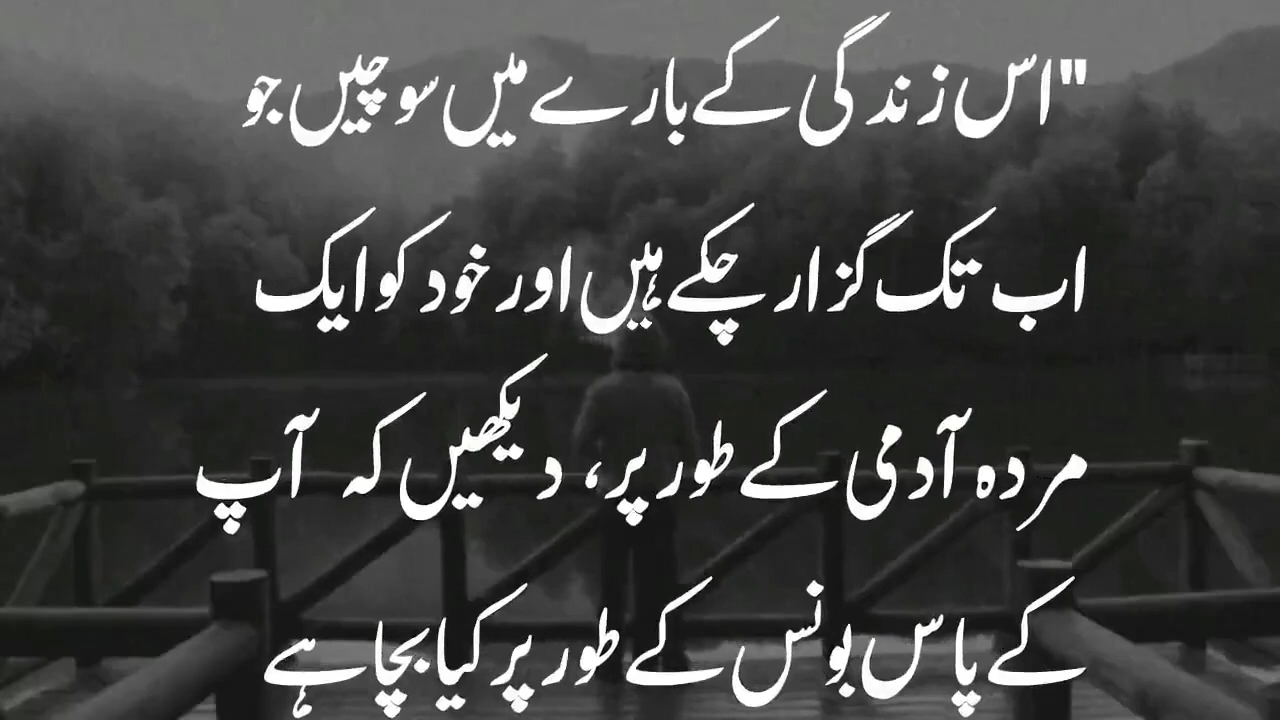 "اس زندگی کے بارے میں سوچیں جو
اب تک گزار چکے ہیں اور خود کو ایک
مردہ آدمی کے طور پر، دیکھیں کہ آپ
کے پاس بونس کے طور پر کیا بچا ہے